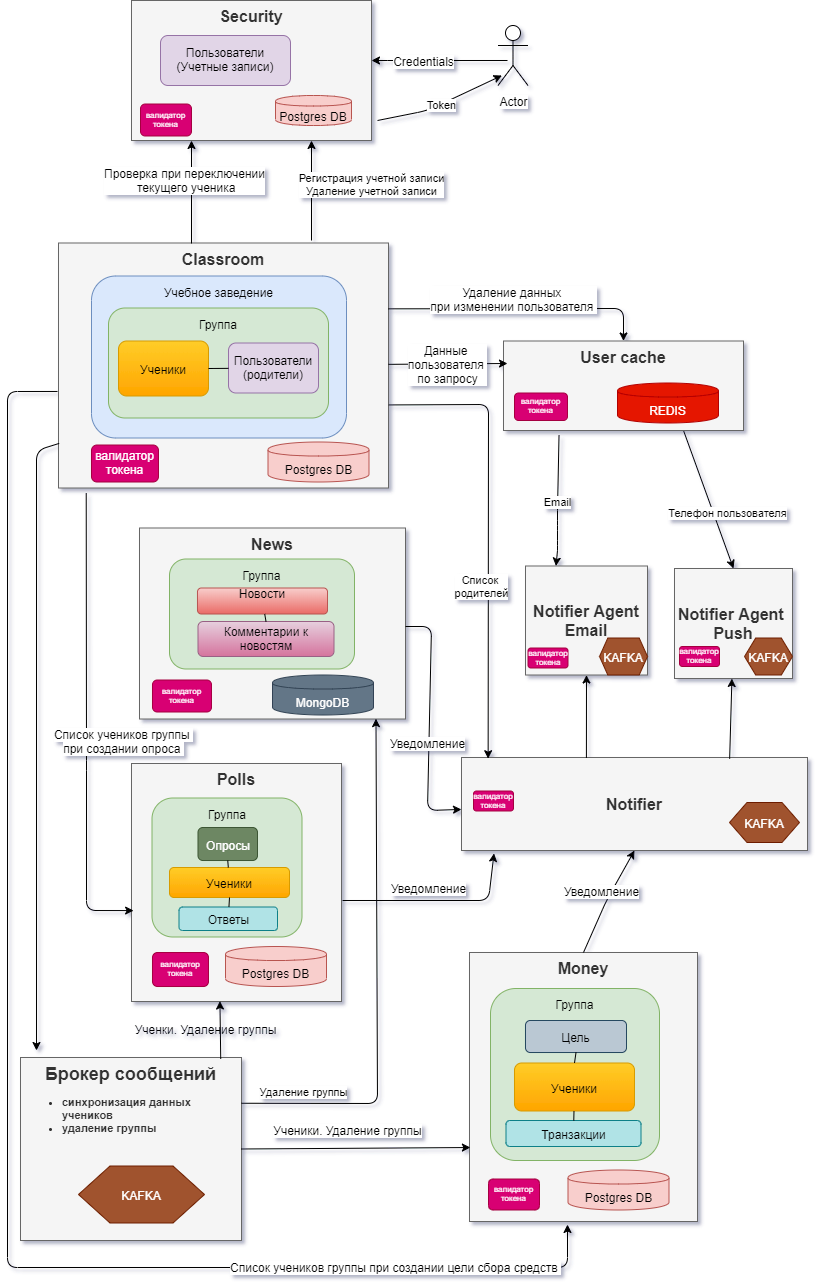 Security
Пользователи
(Учетные записи)
валидатор
токена
Postgres DB
Credentials
Token
Actor
Проверка при переключении
текущего ученика
Регистрация учетной записи
Удаление учетной записи
Classroom
Учебное заведение
Группа
Ученики
Пользователи
(родители)
валидатор
токена
Postgres DB
Удаление данных
при изменении пользователя
Данные
пользователя
по запросу
User cache
валидатор
токена
REDIS
Email
Телефон пользователя
News
Группа
Новости
Комментарии к
новостям
валидатор
токена
MongoDB
Список
родителей
Notifier Agent
Email
валидатор
токена
KAFKA
Notifier Agent
Push
валидатор
токена
KAFKA
Список учеников группы
при создании опроса
Уведомление
Notifier
валидатор
токена
KAFKA
Polls
Группа
Опросы
Ученики
Ответы
валидатор
токена
Postgres DB
Уведомление
Уведомление
Money
Группа
Цель
Ученики
Транзакции
валидатор
токена
Postgres DB
Ученки. Удаление группы
Брокер сообщений
• синхронизация данных
учеников
• удаление группы
KAFKA
Удаление группы
Ученики. Удаление группы
Список учеников группы при создании цели сбора средств